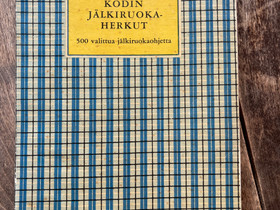 KODIN
JÄLKIRUOKA-
HERKUT
500 valittua jälkiruokaohjetta